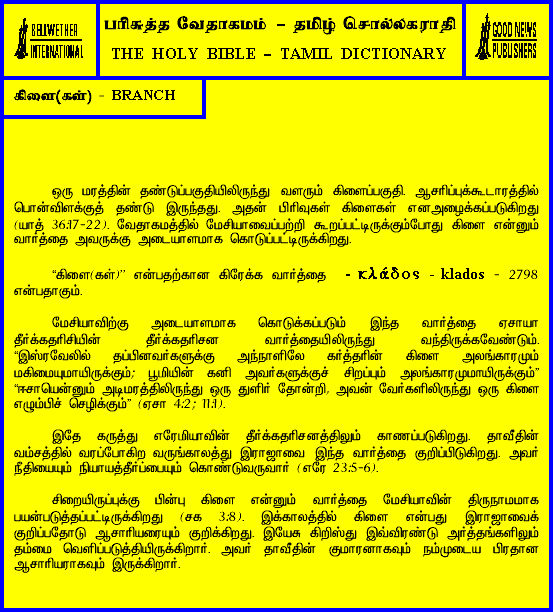 BELLWETHER INTERNATIONAL
பரிசுத்த வேதாகமம் – தமிழ் சொல்லகராதி
THE HOLY BIBLE – TAMIL DICTIONARY
GOOD NEWS PUBLISHERS
கிளை(கள்) - BRANCH
ஒரு மரத்தின் தண்டுப்பகுதியிலிருந்து வளரும் கிளைப்பகுதி. ஆசரிப்புக்கூடாரத்தில்
பொன்விளக்குத் தண்டு இருந்தது. அதன் பிரிவுகள் கிளைகள் எனஅழைக்கப்படுகிறது
(யாத் 36:17-22). வேதாகமத்தில் மேசியாவைப்பற்றி கூறப்பட்டிருக்கும்போது கிளை என்னும்
வார்த்தை அவருக்கு அடையாளமாக கொடுப்பட்டிருக்கிறது.
“கிளை(கள்)” என்பதற்கான கிரேக்க வார்த்தை - κλάδος - klados - 2798
என்பதாகும்.
மேசியாவிற்கு அடையாளமாக கொடுக்கப்படும் இந்த வார்த்தை ஏசாயா
தீர்க்கதரிசியின் தீர்க்கதரிசன வார்த்தையிலிருந்து வந்திருக்கவேண்டும்.
“இஸ்ரவேலில் தப்பினவர்களுக்கு அந்நாளிலே கர்த்தரின் கிளை அலங்காரமும்
மகிமையுமாயிருக்கும்; பூமியின் கனி அவர்களுக்குச் சிறப்பும் அலங்காரமுமாயிருக்கும்”
“ஈசாயென்னும் அடிமரத்திலிருந்து ஒரு துளிர் தோன்றி, அவன் வேர்களிலிருந்து ஒரு கிளை
எழும்பிச் செழிக்கும்” (ஏசா 4:2; 11:1).
இதே கருத்து எரேமியாவின் தீர்க்கதரிசனத்திலும் காணப்படுகிறது. தாவீதின்
வம்சத்தில் வரப்போகிற வருங்காலத்து இராஜாவை இந்த வார்த்தை குறிப்பிடுகிறது. அவர்
நீதியையும் நியாயத்தீர்ப்பையும் கொண்டுவருவார் (எரே 23:5-6).
சிறையிருப்புக்கு பின்பு கிளை என்னும் வார்த்தை மேசியாவின் திருநாமமாக
பயன்படுத்தப்பட்டிருக்கிறது (சக 3:8). இக்காலத்தில் கிளை என்பது இராஜாவைக்
குறிப்பதோடு ஆசாரியரையும் குறிக்கிறது. இயேசு கிறிஸ்து இவ்விரண்டு அர்த்தங்களிலும்
தம்மை வெளிப்படுத்தியிருக்கிறார். அவர் தாவீதின் குமாரனாகவும் நம்முடைய பிரதான
ஆசாரியராகவும் இருக்கிறார்.